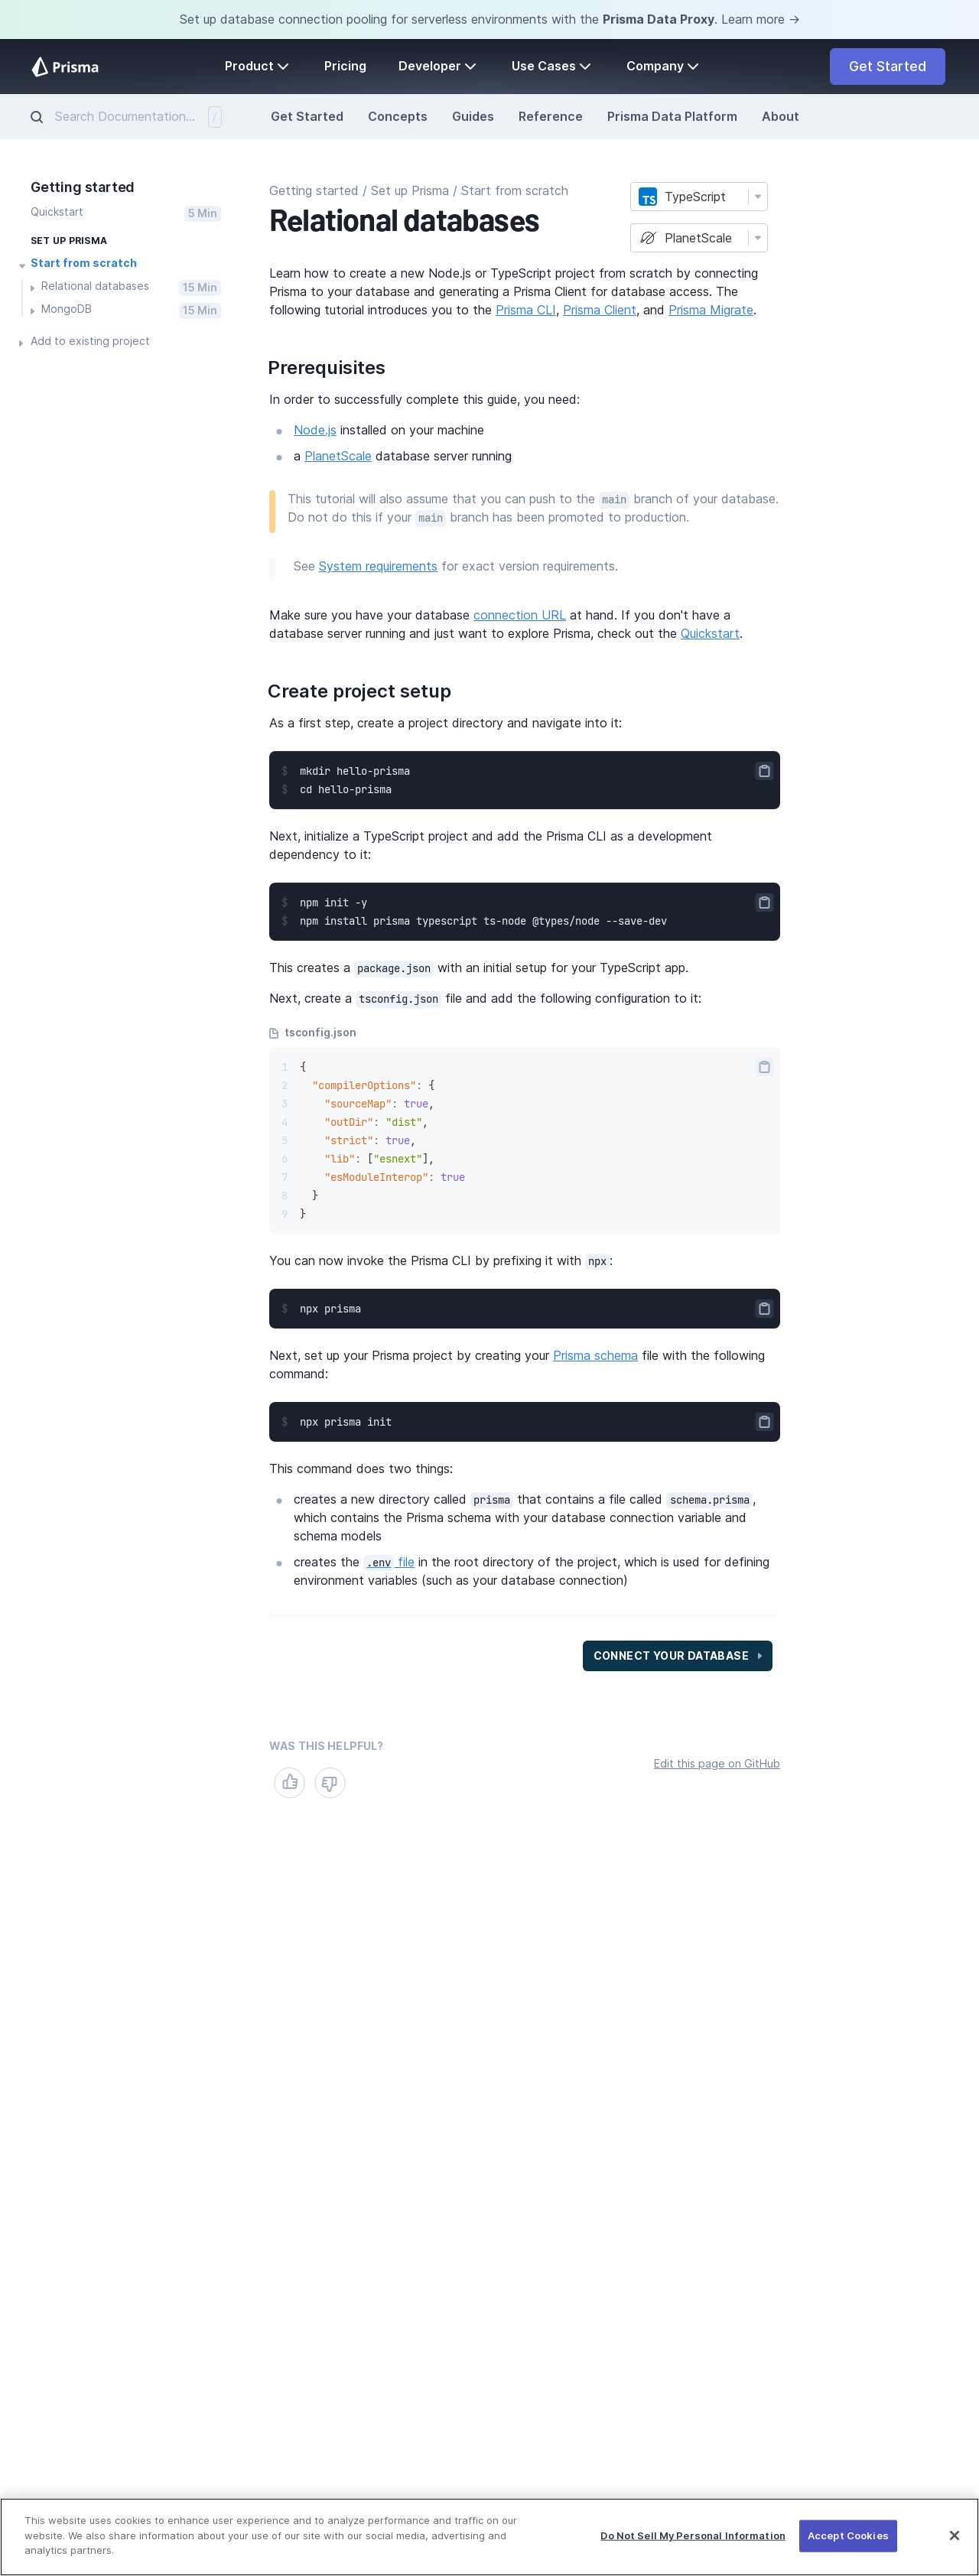 Set up database connection pooling for serverless environments with the Prisma Data Proxy. Learn more →
Prisma
Product
Pricing
Developer
Use Cases
Company
Get Started
Search Documentation... /
Get Started
Concepts
Guides
Reference
Prisma Data Platform
About
Getting started
Quickstart 5 Min
SET UP PRISMA
Start from scratch
Relational databases 15 Min
MongoDB 15 Min
Add to existing project
Getting started / Set up Prisma / Start from scratch
Relational databases
TS TypeScript
PlanetScale
Learn how to create a new Node.js or TypeScript project from scratch by connecting
Prisma to your database and generating a Prisma Client for database access. The
following tutorial introduces you to the Prisma CLI, Prisma Client, and Prisma Migrate.
Prerequisites
In order to successfully complete this guide, you need:
Node.js installed on your machine
a PlanetScale database server running
This tutorial will also assume that you can push to the main branch of your database.
Do not do this if your main branch has been promoted to production.
See System requirements for exact version requirements.
Make sure you have your database connection URL at hand. If you don't have a
database server running and just want to explore Prisma, check out the Quickstart.
Create project setup
As a first step, create a project directory and navigate into it:
$ mkdir hello-prisma
$ cd hello-prisma
Next, initialize a TypeScript project and add the Prisma CLI as a development
dependency to it:
$ npm init -y
$ npm install prisma typescript ts-node @types/node --save-dev
This creates a package.json with an initial setup for your TypeScript app.
Next, create a tsconfig.json file and add the following configuration to it:
tsconfig.json
1 {
2   "compilerOptions": {
3     "sourceMap": true,
4     "outDir": "dist",
5     "strict": true,
6     "lib": ["esnext"],
7     "esModuleInterop": true
8   }
9 }
You can now invoke the Prisma CLI by prefixing it with npx:
$ npx prisma
Next, set up your Prisma project by creating your Prisma schema file with the following
command:
$ npx prisma init
This command does two things:
creates a new directory called prisma that contains a file called schema.prisma,
which contains the Prisma schema with your database connection variable and
schema models
creates the .env file in the root directory of the project, which is used for defining
environment variables (such as your database connection)
CONNECT YOUR DATABASE
WAS THIS HELPFUL?
Edit this page on GitHub
This website uses cookies to enhance user experience and to analyze performance and traffic on our
website. We also share information about your use of our site with our social media, advertising and
analytics partners.
Do Not Sell My Personal Information
Accept Cookies